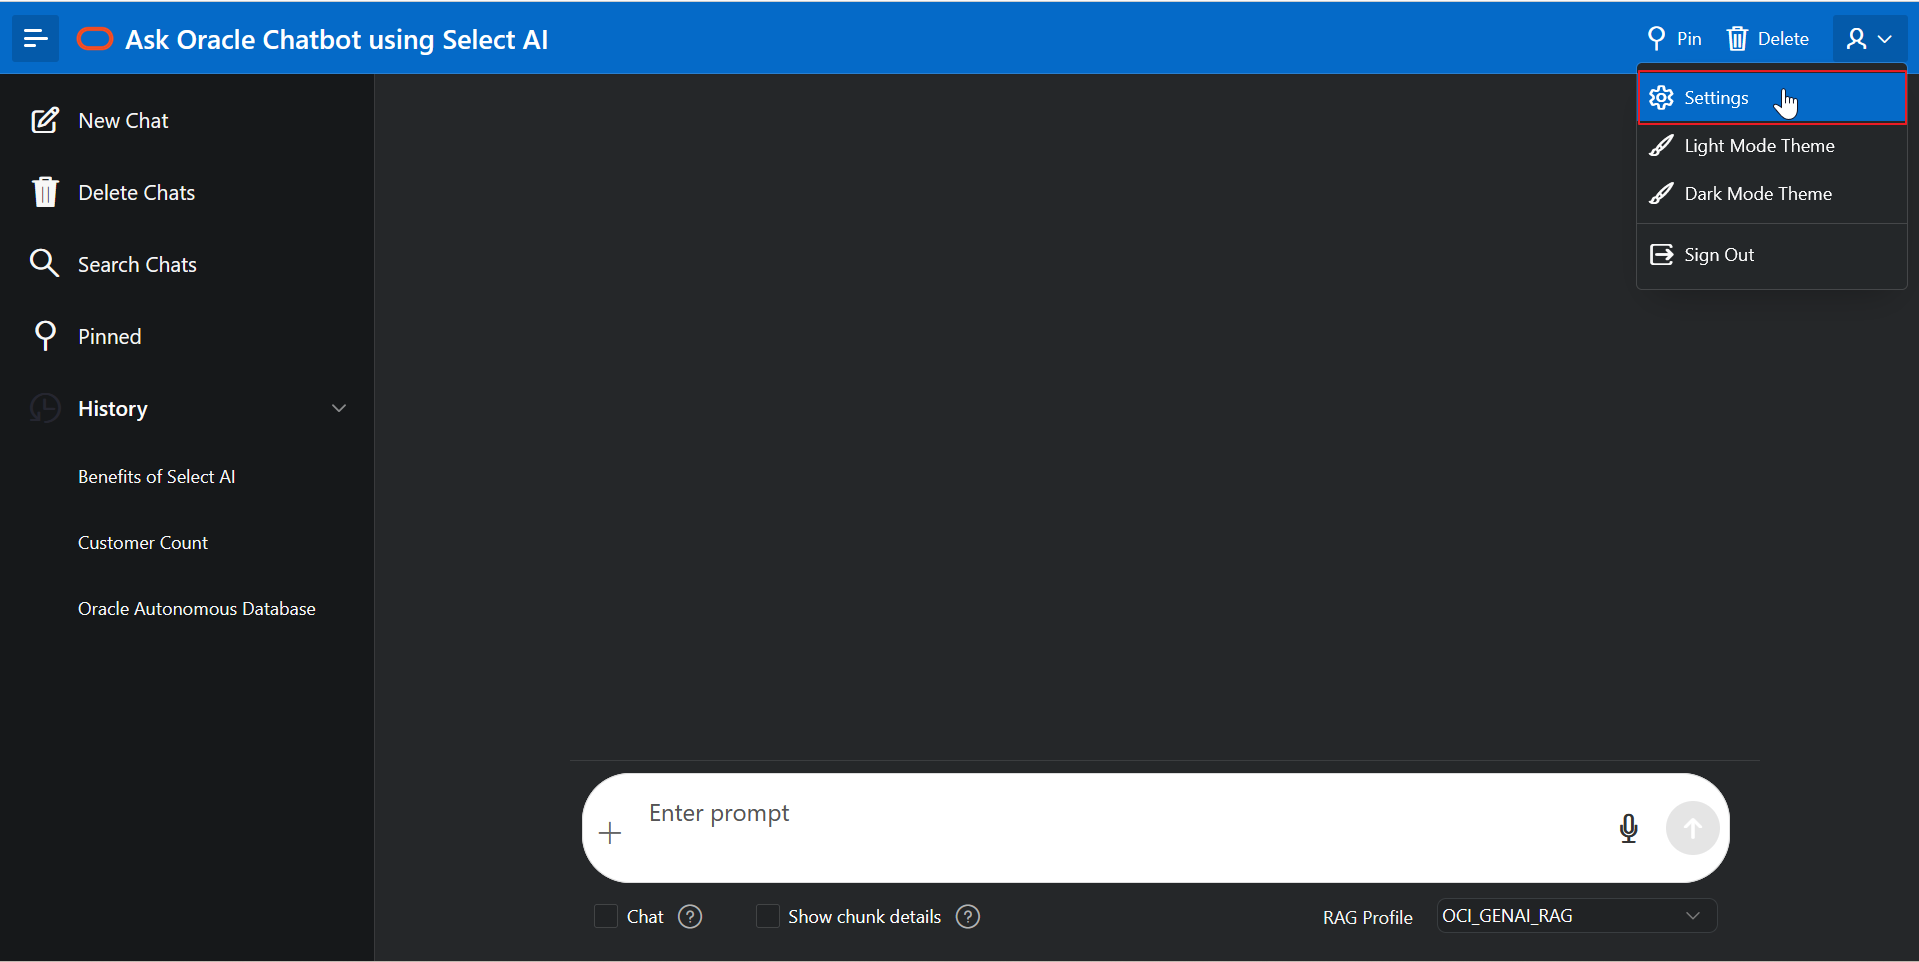 Ask Oracle Chatbot using Select AI
Pin
Delete
Settings
Light Mode Theme
Dark Mode Theme
Sign Out
New Chat
Delete Chats
Search Chats
Pinned
History
Benefits of Select AI
Customer Count
Oracle Autonomous Database
Enter prompt
Chat ?
Show chunk details ?
RAG Profile
OCI_GENAI_RAG